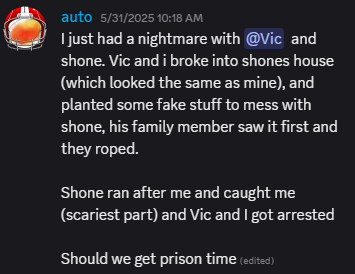 auto 5/31/2025 10:18 AM
I just had a nightmare with @Vic and
shone. Vic and i broke into shones house
(which looked the same as mine), and
planted some fake stuff to mess with
shone, his family member saw it first and
they roped.
Shone ran after me and caught me
(scariest part) and Vic and I got arrested
Should we get prison time (edited)